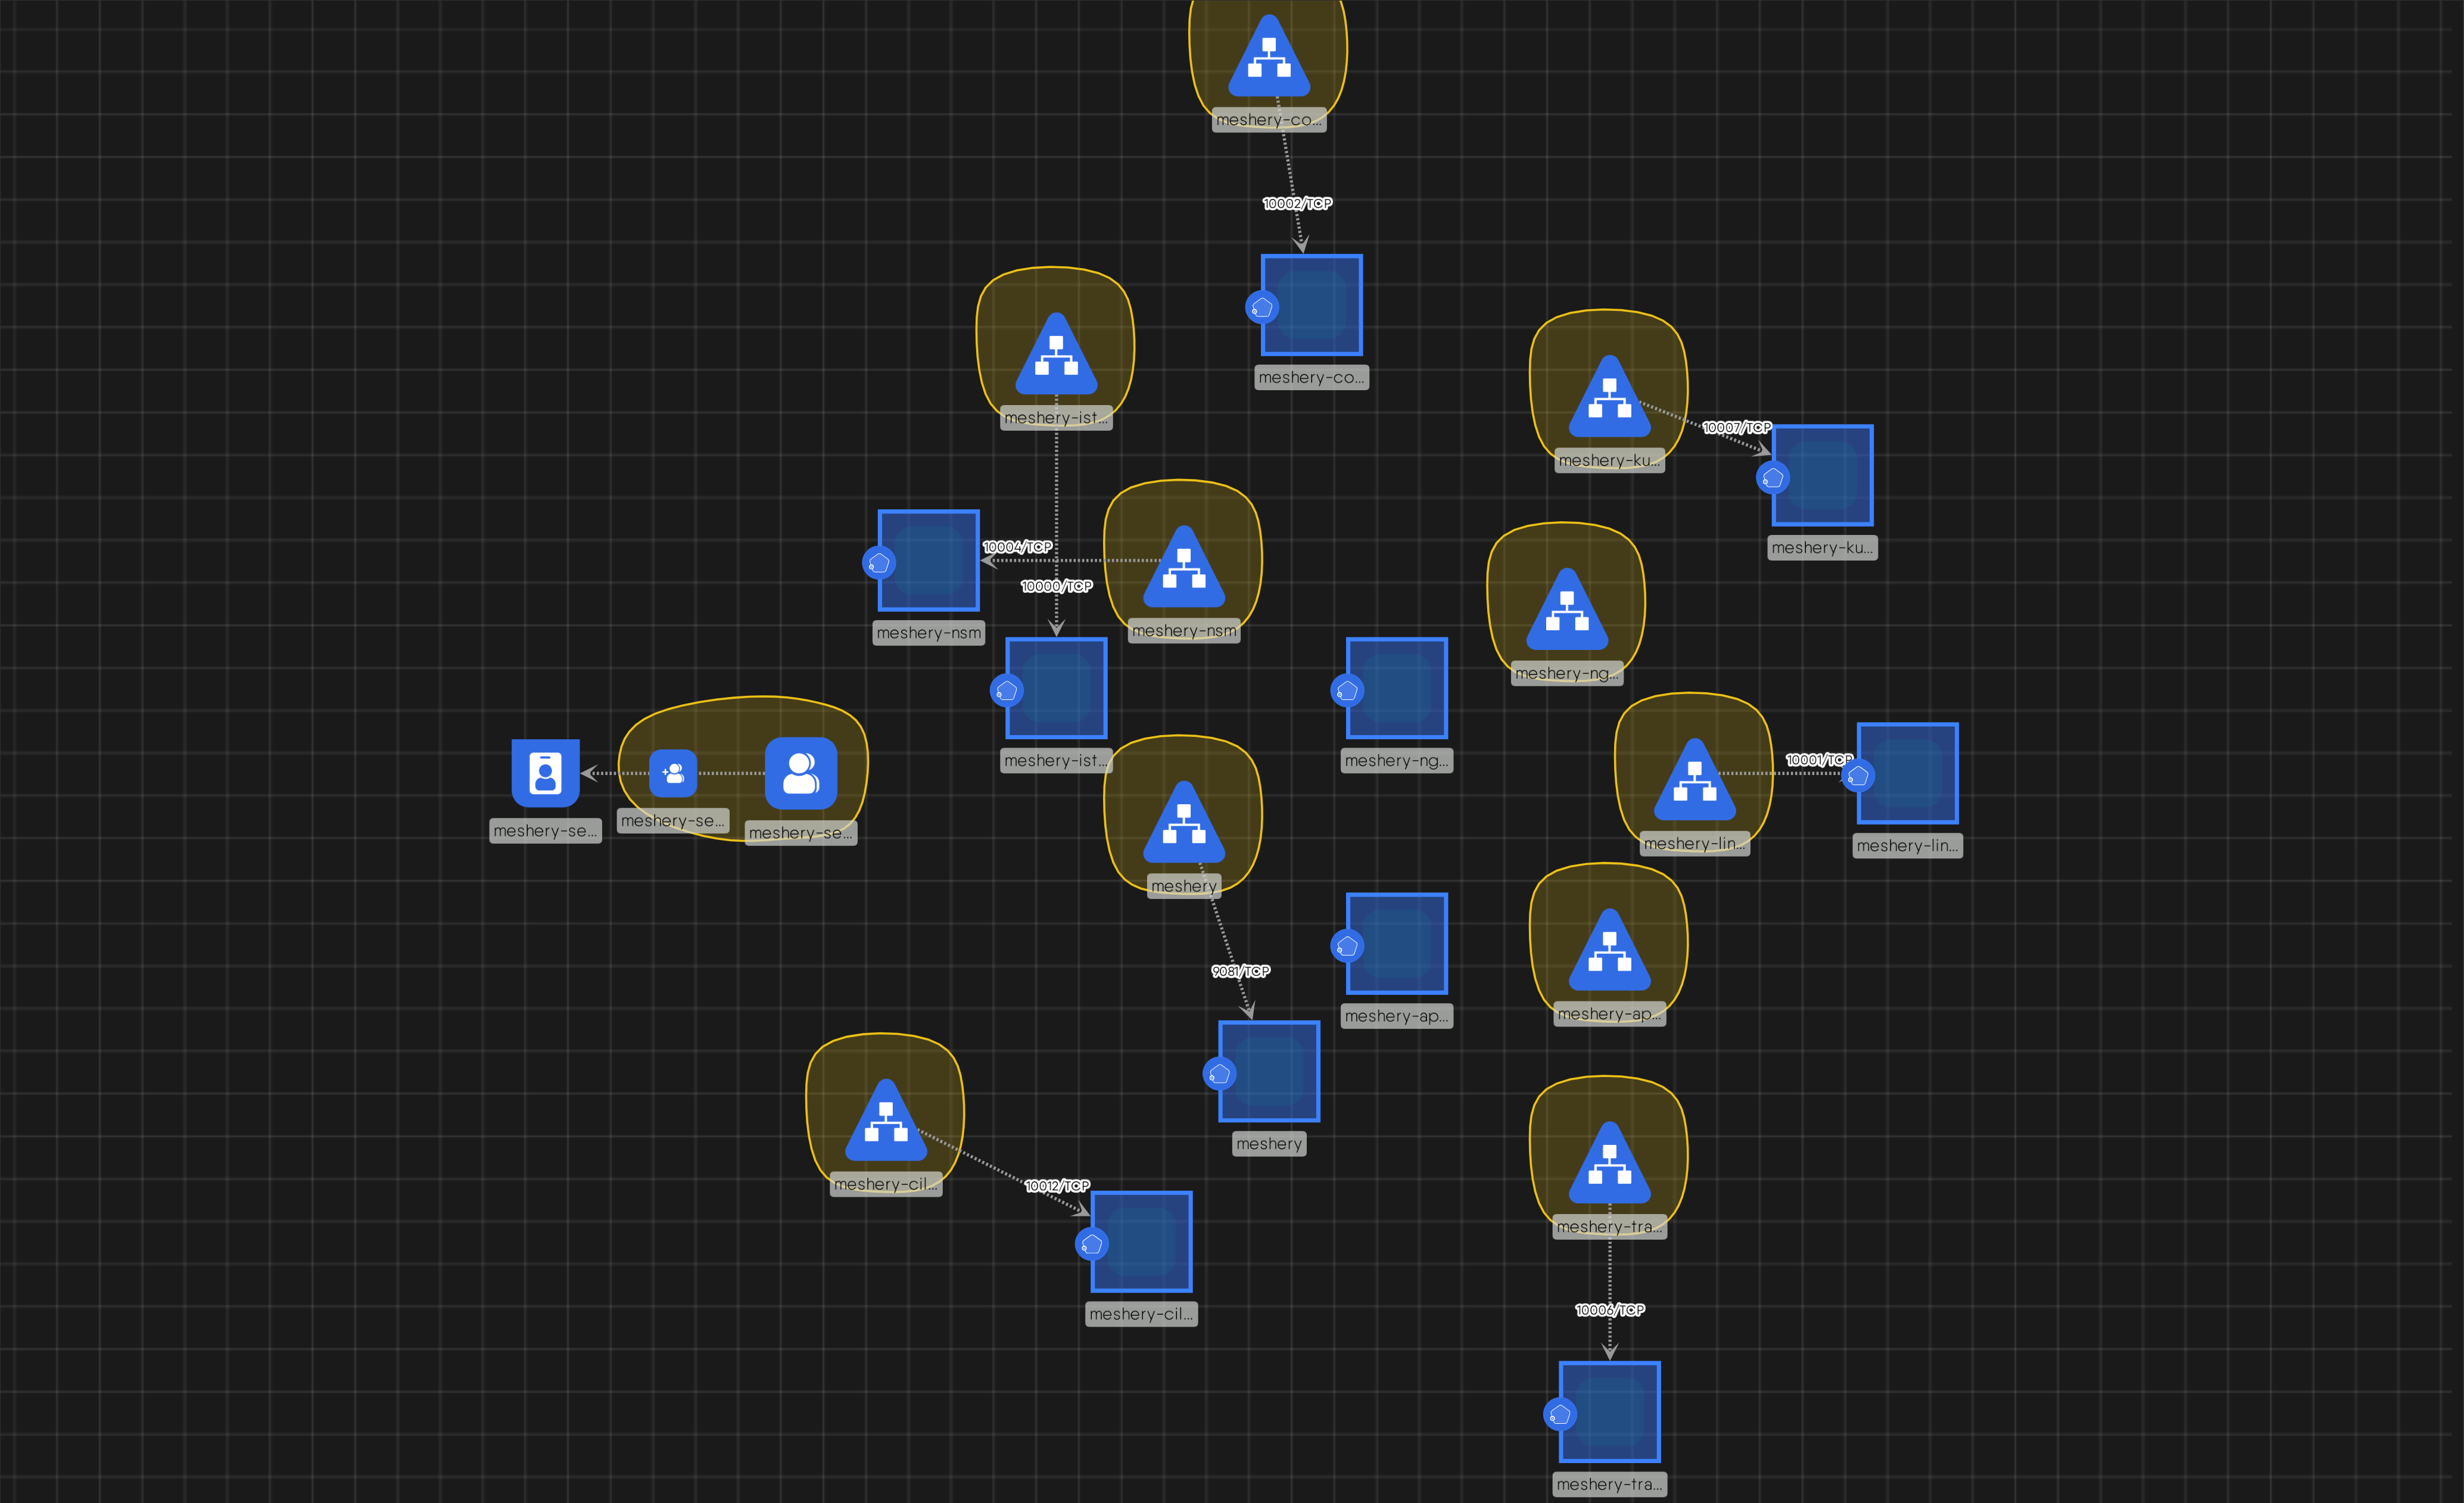 meshery-co...
10002/TCP
meshery-co...
meshery-ist...
10007/TCP
meshery-ku...
10004/TCP
meshery-ku...
10000/TCP
meshery-nsm
meshery-nsm
meshery-ng...
meshery-ist...
meshery-ng...
10001/TCP
meshery-se...
meshery-se...
meshery-se...
meshery-lin...
meshery-lin...
meshery
9081/TCP
meshery-ap...
meshery-ap...
meshery
meshery-cil...
10012/TCP
meshery-tra...
10006/TCP
meshery-cil...
meshery-tra...